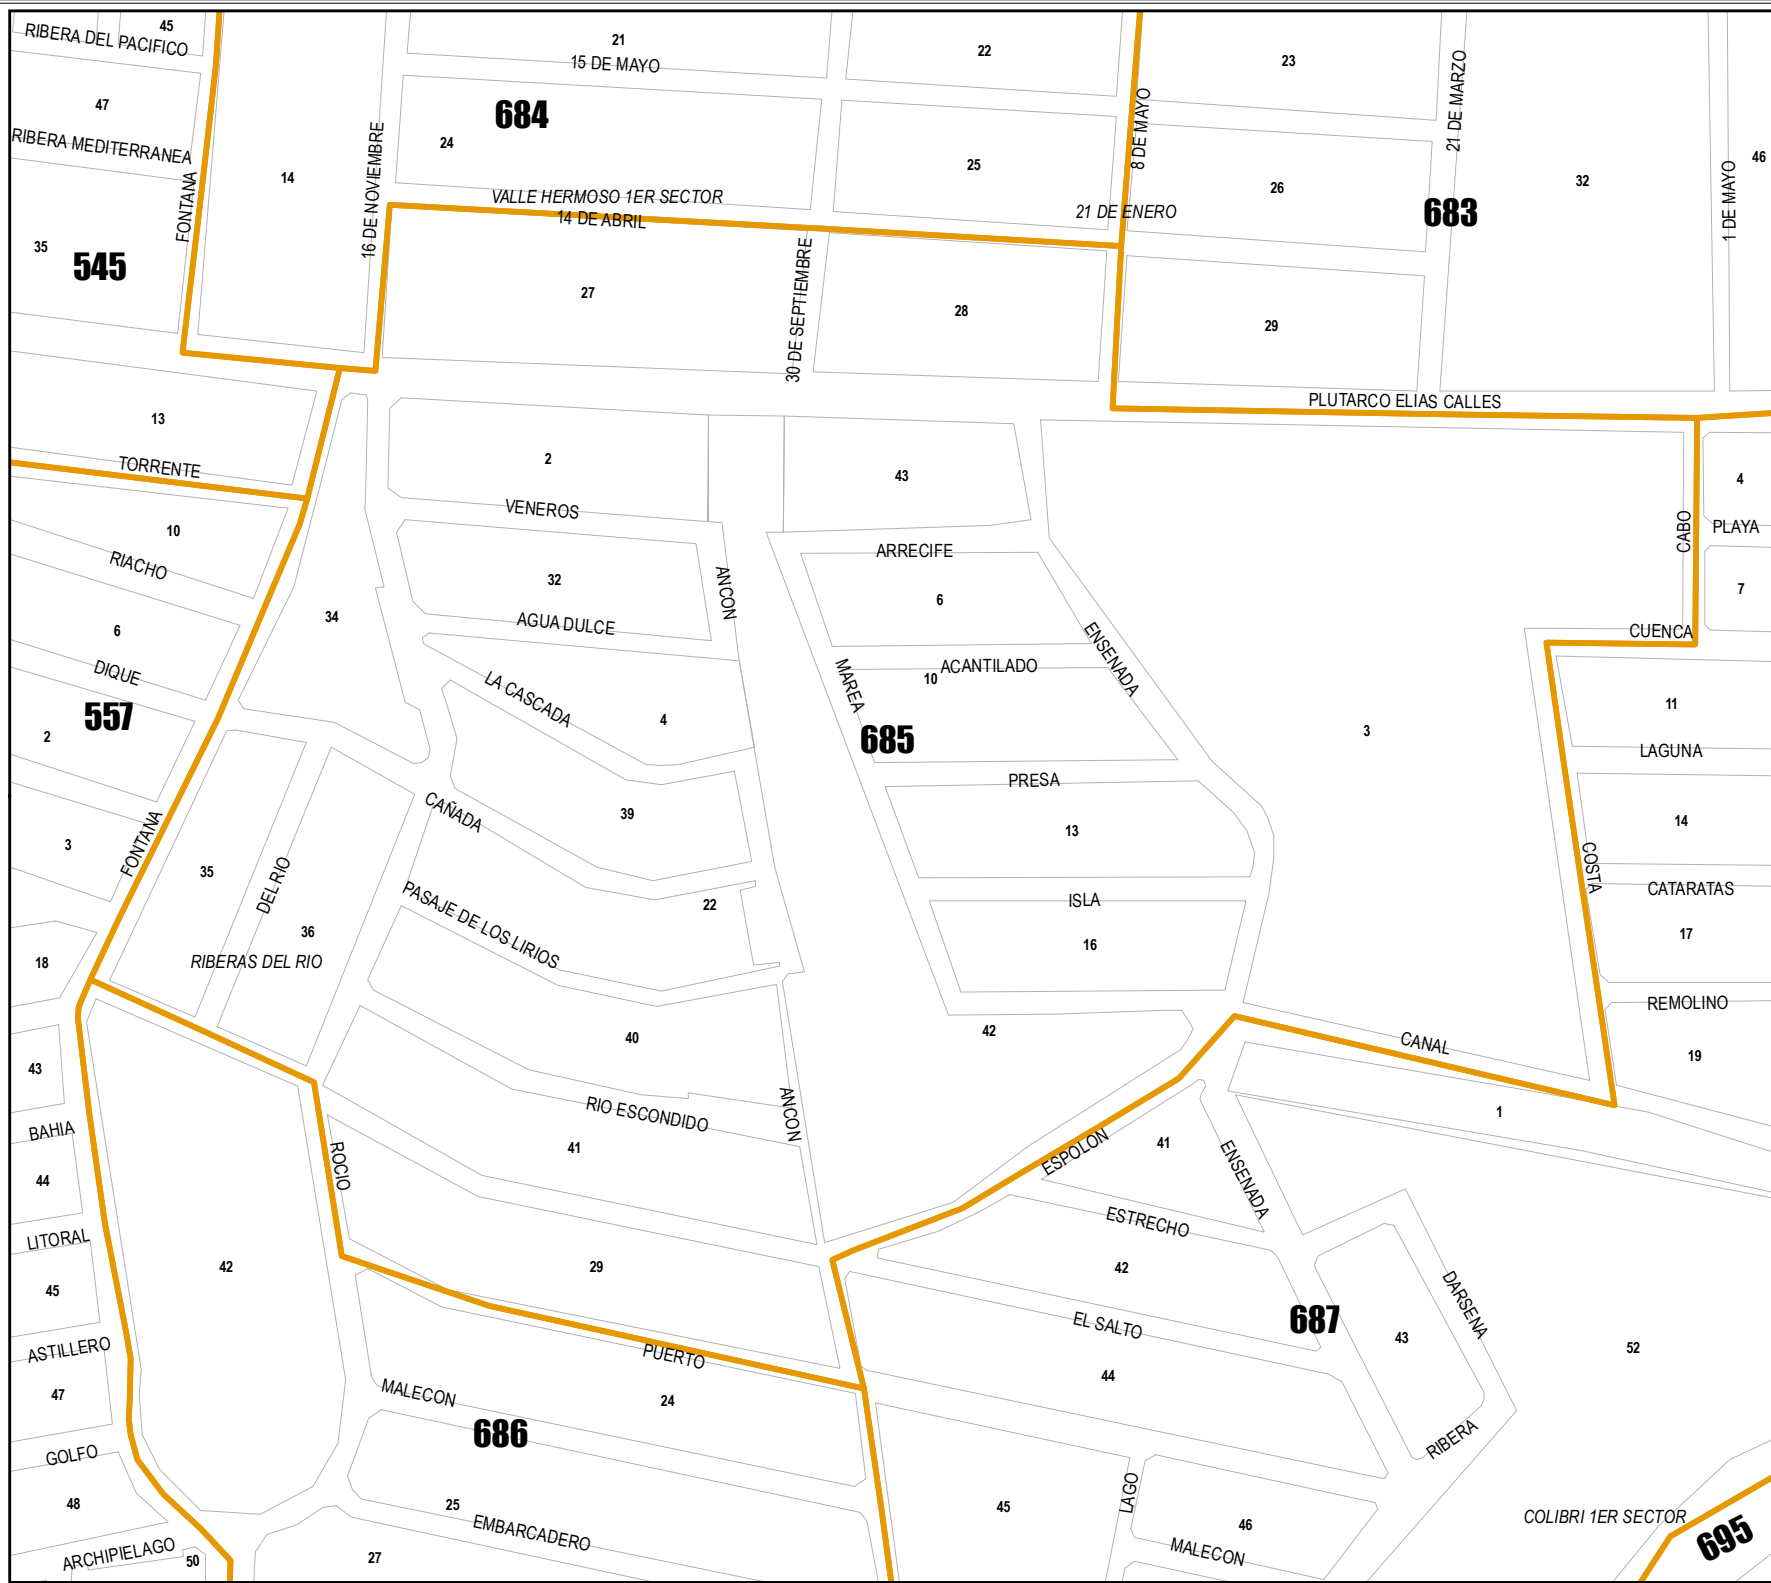 45
RIBERA DEL PACIFICO
21
15 DE MAYO
22
23
47
684
8 DE MAYO
21 DE MARZO
46
RIBERA MEDITERRANEA
24
25
14
16 DE NOVIEMBRE
26
32
VALLE HERMOSO 1ER SECTOR
14 DE ABRIL
21 DE ENERO
683
1 DE MAYO
FONTANA
35
545
27
30 DE SEPTIEMBRE
28
29
PLUTARCO ELIAS CALLES
13
TORRENTE
2
43
4
VENEROS
CABO
PLAYA
10
RIACHO
ARRECIFE
32
ANCON
6
7
34
AGUA DULCE
6
CUENCA
DIQUE
ENSENADA
ACANTILADO
10
MAREA
LA CASCADA
4
11
557
2
685
3
LAGUNA
PRESA
CAÑADA
39
13
14
FONTANA
3
35
DEL RIO
COSTA
CATARATAS
PASAJE DE LOS LIRIOS
22
ISLA
36
17
RIBERAS DEL RIO
18
16
REMOLINO
42
40
CANAL
19
43
ANCON
RIO ESCONDIDO
1
BAHIA
41
ROCIO
ESPOLON
41
ENSENADA
44
ESTRECHO
LITORAL
42
29
42
45
DARSENA
687
EL SALTO
43
52
ASTILLERO
PUERTO
44
47
MALECON
24
686
RIBERA
GOLFO
48
25
LAGO
45
46
COLIBRI 1ER SECTOR
EMBARCADERO
695
ARCHIPIELAGO
50
27
MALECON